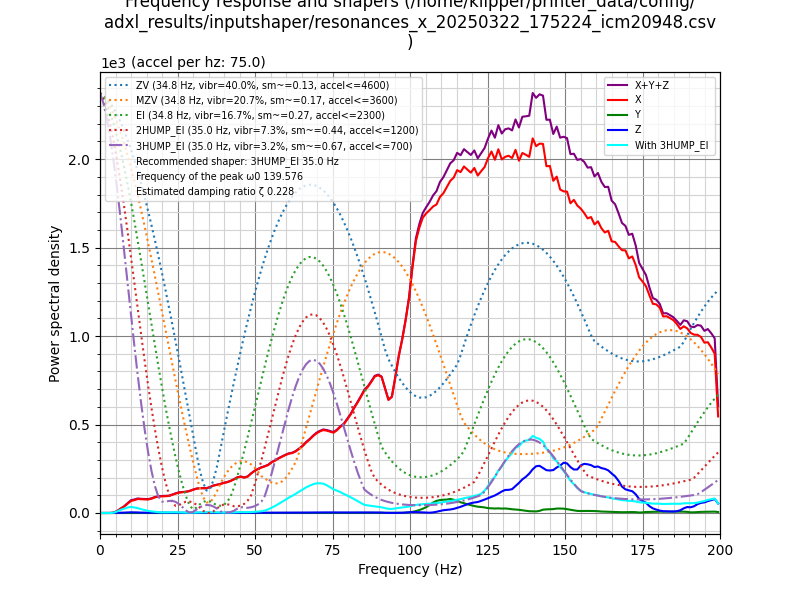 Frequency response and shapers (/home/klipper/printer_data/config/
adxl_results/inputshaper/resonances_x_20250322_175224_icm20948.csv
)
1e3 (accel per hz: 75.0)
ZV (34.8 Hz, vibr=40.0%, sm~=0.13, accel<=4600)
MZV (34.8 Hz, vibr=20.7%, sm~=0.17, accel<=3600)
EI (34.8 Hz, vibr=16.7%, sm~=0.27, accel<=2300)
2HUMP_EI (35.0 Hz, vibr=7.3%, sm~=0.44, accel<=1200)
3HUMP_EI (35.0 Hz, vibr=3.2%, sm~=0.67, accel<=700)
Recommended shaper: 3HUMP_EI 35.0 Hz
Frequency of the peak ω0 139.576
Estimated damping ratio ζ 0.228
X+Y+Z
X
Y
Z
With 3HUMP_EI
Power spectral density
2.0
1.5
1.0
0.5
0.0
0 25 50 75 100 125 150 175 200
Frequency (Hz)